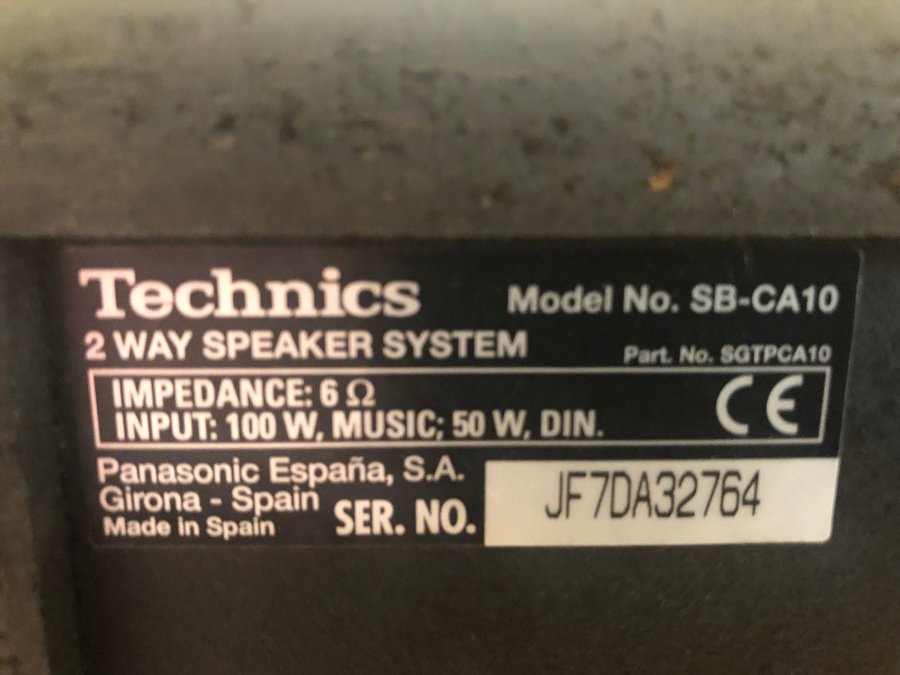 Technics Model No. SB-CA10
2 WAY SPEAKER SYSTEM Part. No. SGTPCA10
IMPEDANCE: 6 Ω
INPUT: 100 W, MUSIC; 50 W, DIN.
CE
Panasonic España, S.A.
Girona - Spain
Made in Spain SER. NO. JF7DA32764